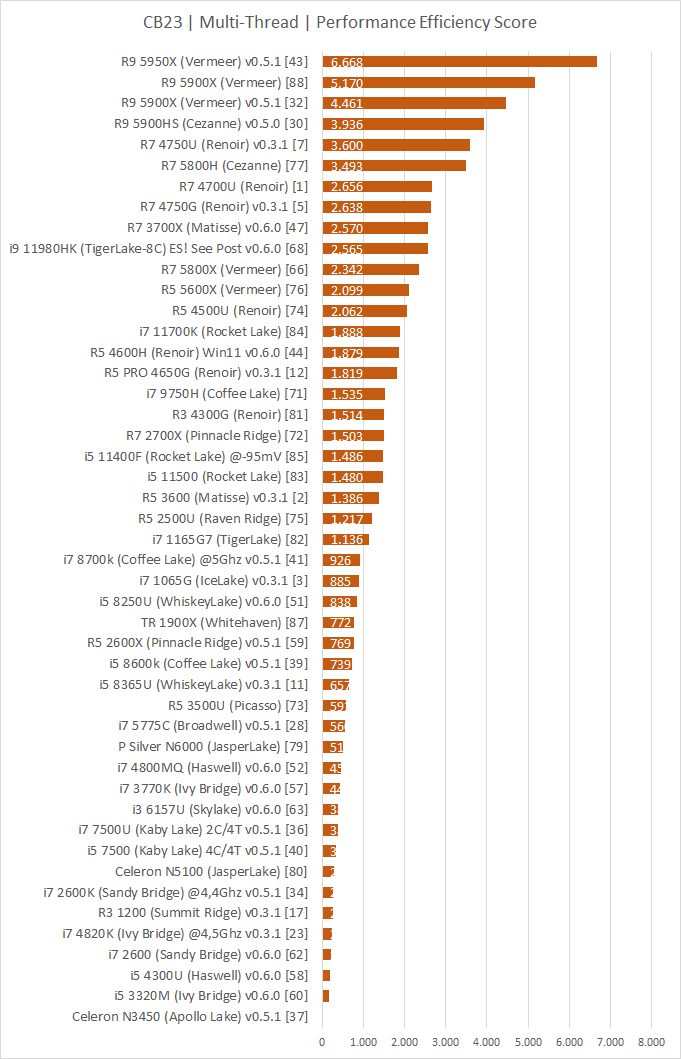 CB23 | Multi-Thread | Performance Efficiency Score
R9 5950X (Vermeer) v0.5.1 [43] 6.668
R9 5900X (Vermeer) [88] 5.170
R9 5900X (Vermeer) v0.5.1 [32] 4.461
R9 5900HS (Cezanne) v0.5.0 [30] 3.936
R7 4750U (Renoir) v0.3.1 [7] 3.600
R7 5800H (Cezanne) [77] 3.493
R7 4700U (Renoir) [1] 2.656
R7 4750G (Renoir) v0.3.1 [5] 2.638
R7 3700X (Matisse) v0.6.0 [47] 2.570
i9 11980HK (TigerLake-8C) ES! See Post v0.6.0 [68] 2.565
R7 5800X (Vermeer) [66] 2.342
R5 5600X (Vermeer) [76] 2.099
R5 4500U (Renoir) [74] 2.062
i7 11700K (Rocket Lake) [84] 1.888
R5 4600H (Renoir) Win11 v0.6.0 [44] 1.879
R5 PRO 4650G (Renoir) v0.3.1 [12] 1.819
i7 9750H (Coffee Lake) [71] 1.535
R3 4300G (Renoir) [81] 1.514
R7 2700X (Pinnacle Ridge) [72] 1.503
i5 11400F (Rocket Lake) @-95mV [85] 1.486
i5 11500 (Rocket Lake) [83] 1.480
R5 3600 (Matisse) v0.3.1 [2] 1.386
R5 2500U (Raven Ridge) [75] 1.217
i7 1165G7 (TigerLake) [82] 1.136
i7 8700k (Coffee Lake) @5Ghz v0.5.1 [41] 926
i7 1065G (IceLake) v0.3.1 [3] 885
i5 8250U (WhiskeyLake) v0.6.0 [51] 838
TR 1900X (Whitehaven) [87] 772
R5 2600X (Pinnacle Ridge) v0.5.1 [59] 769
i5 8600k (Coffee Lake) v0.5.1 [39] 739
i5 8365U (WhiskeyLake) v0.3.1 [11] 657
R5 3500U (Picasso) [73]
i7 5775C (Broadwell) v0.5.1 [28]
P Silver N6000 (JasperLake) [79]
i7 4800MQ (Haswell) v0.6.0 [52]
i7 3770K (Ivy Bridge) v0.6.0 [57]
i3 6157U (Skylake) v0.6.0 [63]
i7 7500U (Kaby Lake) 2C/4T v0.5.1 [36]
i5 7500 (Kaby Lake) 4C/4T v0.5.1 [40]
Celeron N5100 (JasperLake) [80]
i7 2600K (Sandy Bridge) @4,4Ghz v0.5.1 [34]
R3 1200 (Summit Ridge) v0.3.1 [17]
i7 4820K (Ivy Bridge) @4,5Ghz v0.3.1 [23]
i7 2600 (Sandy Bridge) v0.6.0 [62]
i5 4300U (Haswell) v0.6.0 [58]
i5 3320M (Ivy Bridge) v0.6.0 [60]
Celeron N3450 (Apollo Lake) v0.5.1 [37]
0 1.000 2.000 3.000 4.000 5.000 6.000 7.000 8.000